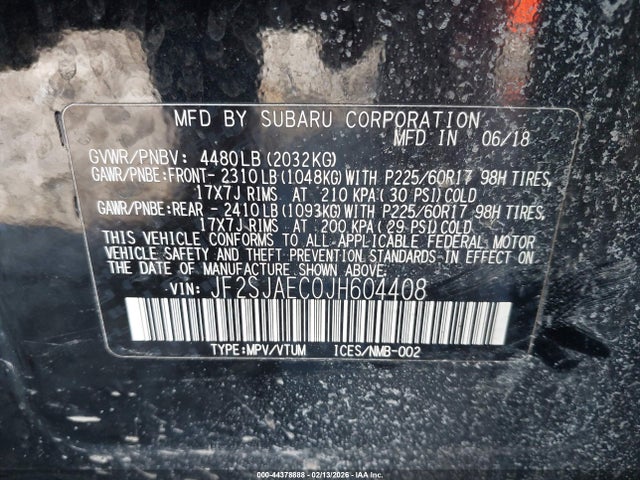 MFD BY SUBARU CORPORATION
MFD IN 06/18
GVWR/PNBV: 4480LB(2032KG)
GAWR/PNBE:FRONT- 2310LB(1048KG)WITH P225/60R17 98H TIRES,
17X7J RIMS AT 210 KPA(30 PSI)COLD
GAWR/PNBE:REAR - 2410LB(1093KG)WITH P225/60R17 98H TIRES,
17X7J RIMS AT 200 KPA(29 PSI)COLD
THIS VEHICLE CONFORMS TO ALL APPLICABLE FEDERAL MOTOR
VEHICLE SAFETY AND THEFT PREVENTION STANDARDS IN EFFECT ON
THE DATE OF MANUFACTURE SHOWN ABOVE.
VIN: JF2SJAEC0JH604408
TYPE:MPV/VTUM ICES/NMB-002
000-44378888 - 02/13/2026 - IAA Inc.